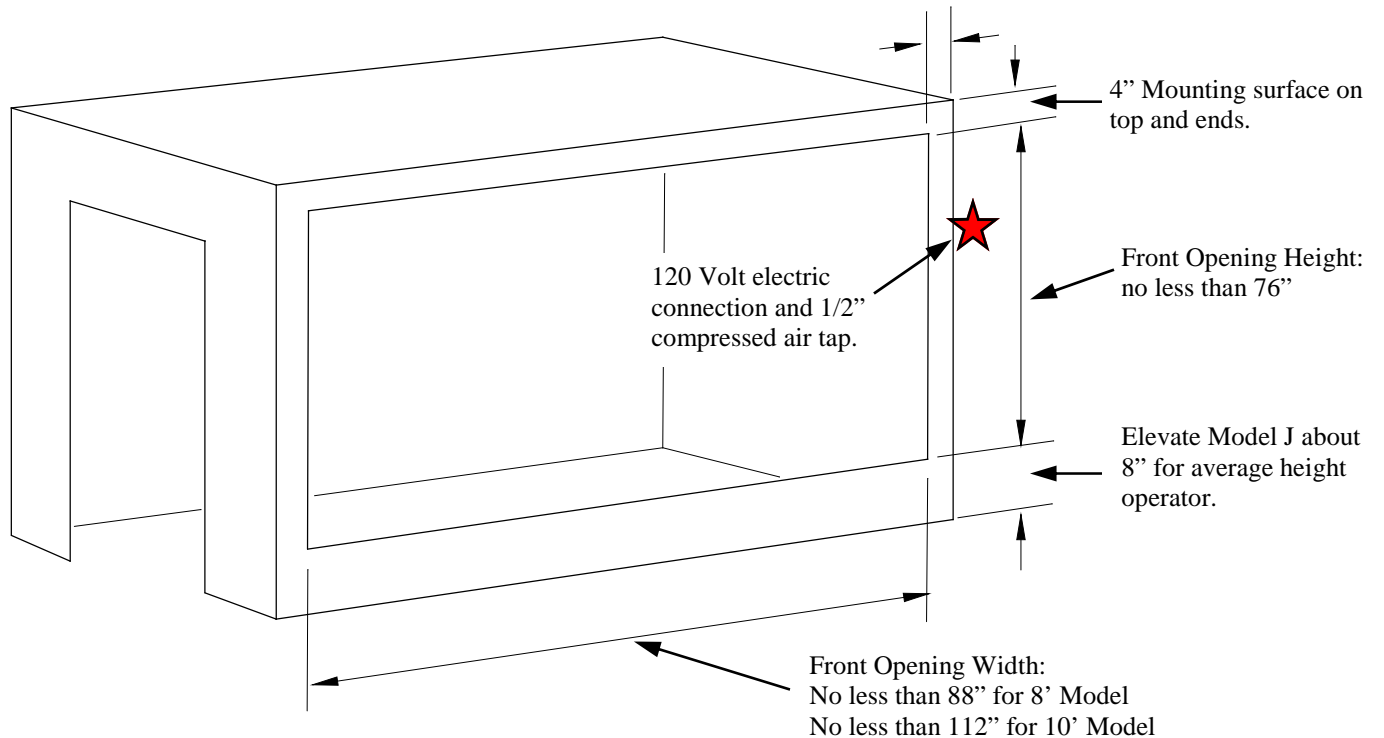 4” Mounting surface on
top and ends.
120 Volt electric
connection and 1/2”
compressed air tap.
Front Opening Height:
no less than 76”
Elevate Model J about
8” for average height
operator.
Front Opening Width:
No less than 88” for 8’ Model
No less than 112” for 10’ Model